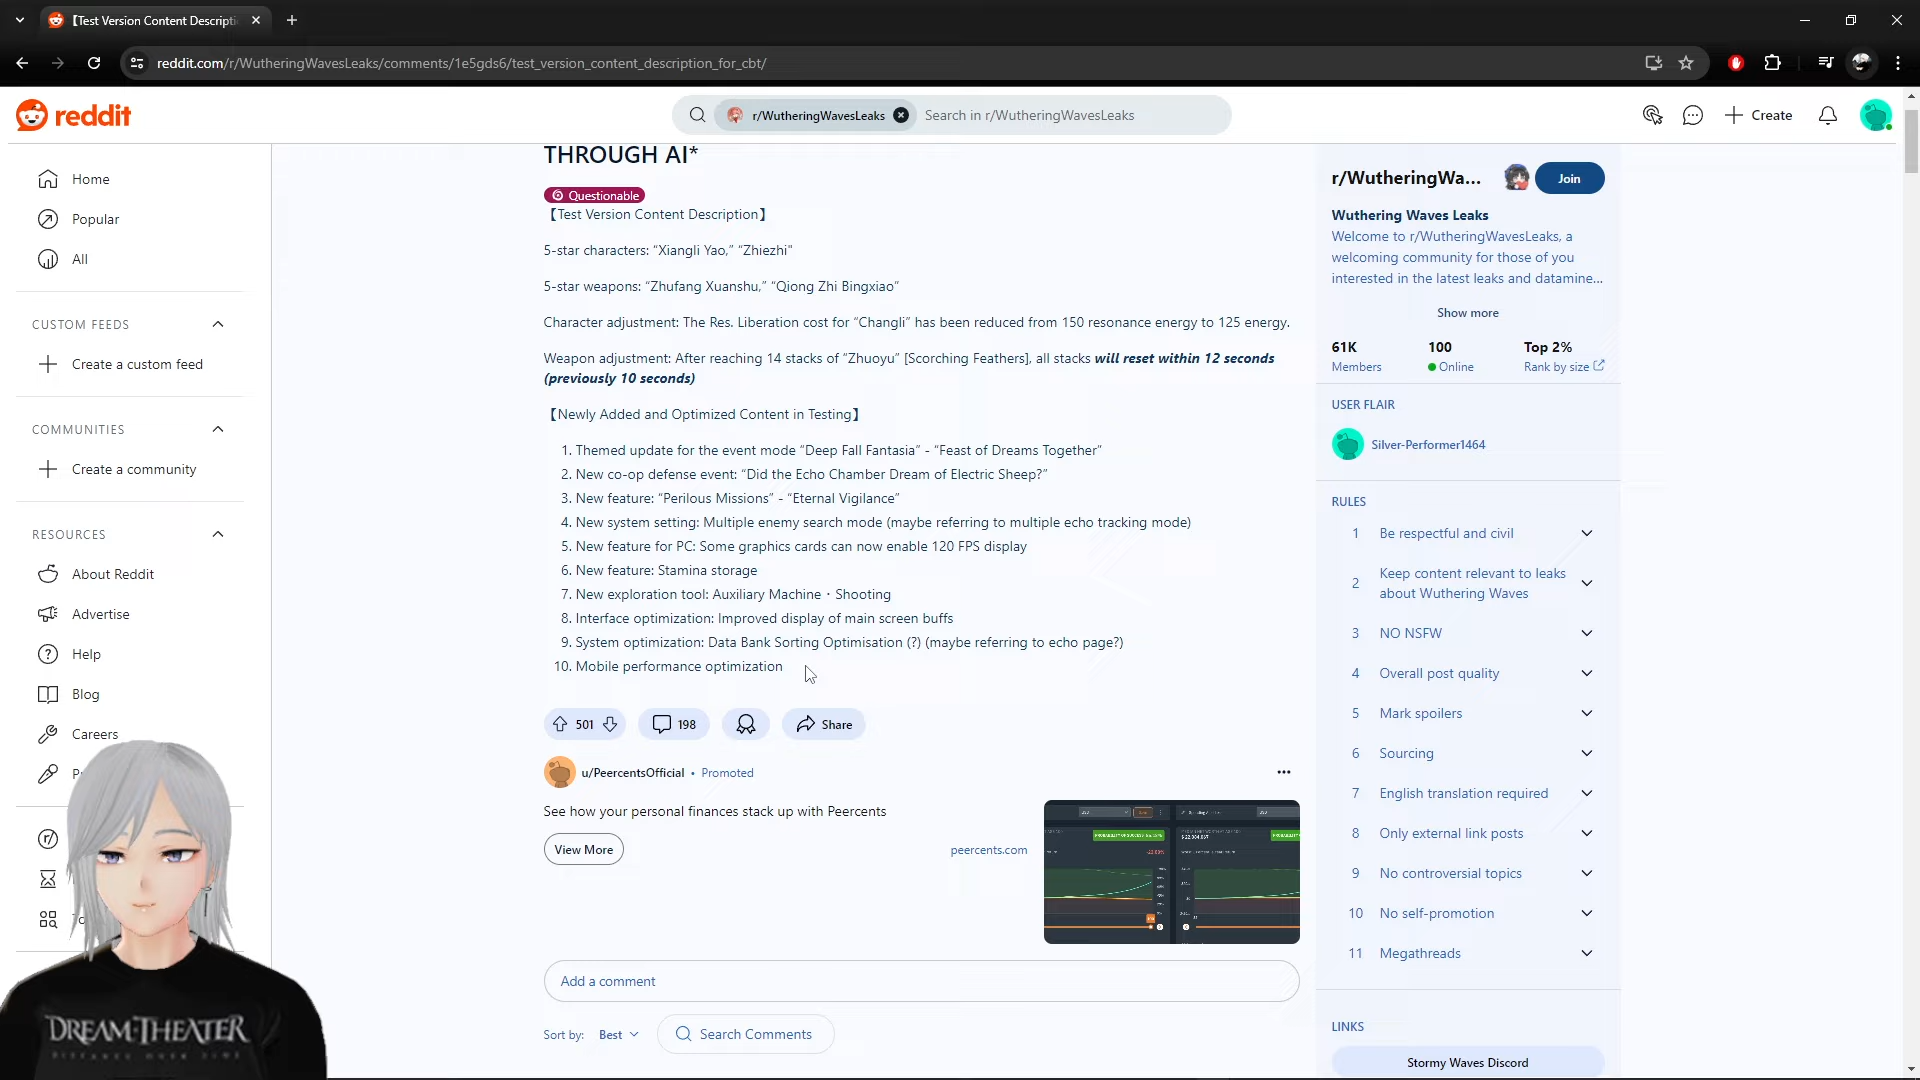 【Test Version Content Descripti
reddit.com/r/WutheringWavesLeaks/comments/1e5gds6/test_version_content_description_for_cbt/
reddit
r/WutheringWavesLeaks
Search in r/WutheringWavesLeaks
Create
Home
Popular
All
CUSTOM FEEDS
Create a custom feed
COMMUNITIES
Create a community
RESOURCES
About Reddit
Advertise
Help
Blog
Careers
THROUGH AI*
Questionable
【Test Version Content Description】
5-star characters: “Xiangli Yao,” “Zhiezhi"
5-star weapons: “Zhufang Xuanshu,” “Qiong Zhi Bingxiao”
Character adjustment: The Res. Liberation cost for “Changli” has been reduced from 150 resonance energy to 125 energy.
Weapon adjustment: After reaching 14 stacks of “Zhuoyu” [Scorching Feathers], all stacks will reset within 12 seconds
(previously 10 seconds)
【Newly Added and Optimized Content in Testing】
1. Themed update for the event mode “Deep Fall Fantasia” - “Feast of Dreams Together”
2. New co-op defense event: “Did the Echo Chamber Dream of Electric Sheep?”
3. New feature: “Perilous Missions” - “Eternal Vigilance”
4. New system setting: Multiple enemy search mode (maybe referring to multiple echo tracking mode)
5. New feature for PC: Some graphics cards can now enable 120 FPS display
6. New feature: Stamina storage
7. New exploration tool: Auxiliary Machine · Shooting
8. Interface optimization: Improved display of main screen buffs
9. System optimization: Data Bank Sorting Optimisation (?) (maybe referring to echo page?)
10. Mobile performance optimization
501
198
Share
u/PeercentsOfficial • Promoted
See how your personal finances stack up with Peercents
View More
peercents.com
Add a comment
Sort by: Best
Search Comments
r/WutheringWa...
Join
Wuthering Waves Leaks
Welcome to r/WutheringWavesLeaks, a
welcoming community for those of you
interested in the latest leaks and datamine...
Show more
61K
Members
100
Online
Top 2%
Rank by size
USER FLAIR
Silver-Performer1464
RULES
1 Be respectful and civil
2 Keep content relevant to leaks
about Wuthering Waves
3 NO NSFW
4 Overall post quality
5 Mark spoilers
6 Sourcing
7 English translation required
8 Only external link posts
9 No controversial topics
10 No self-promotion
11 Megathreads
LINKS
Stormy Waves Discord
DREAM THEATER
DISTANCE OVER TIME